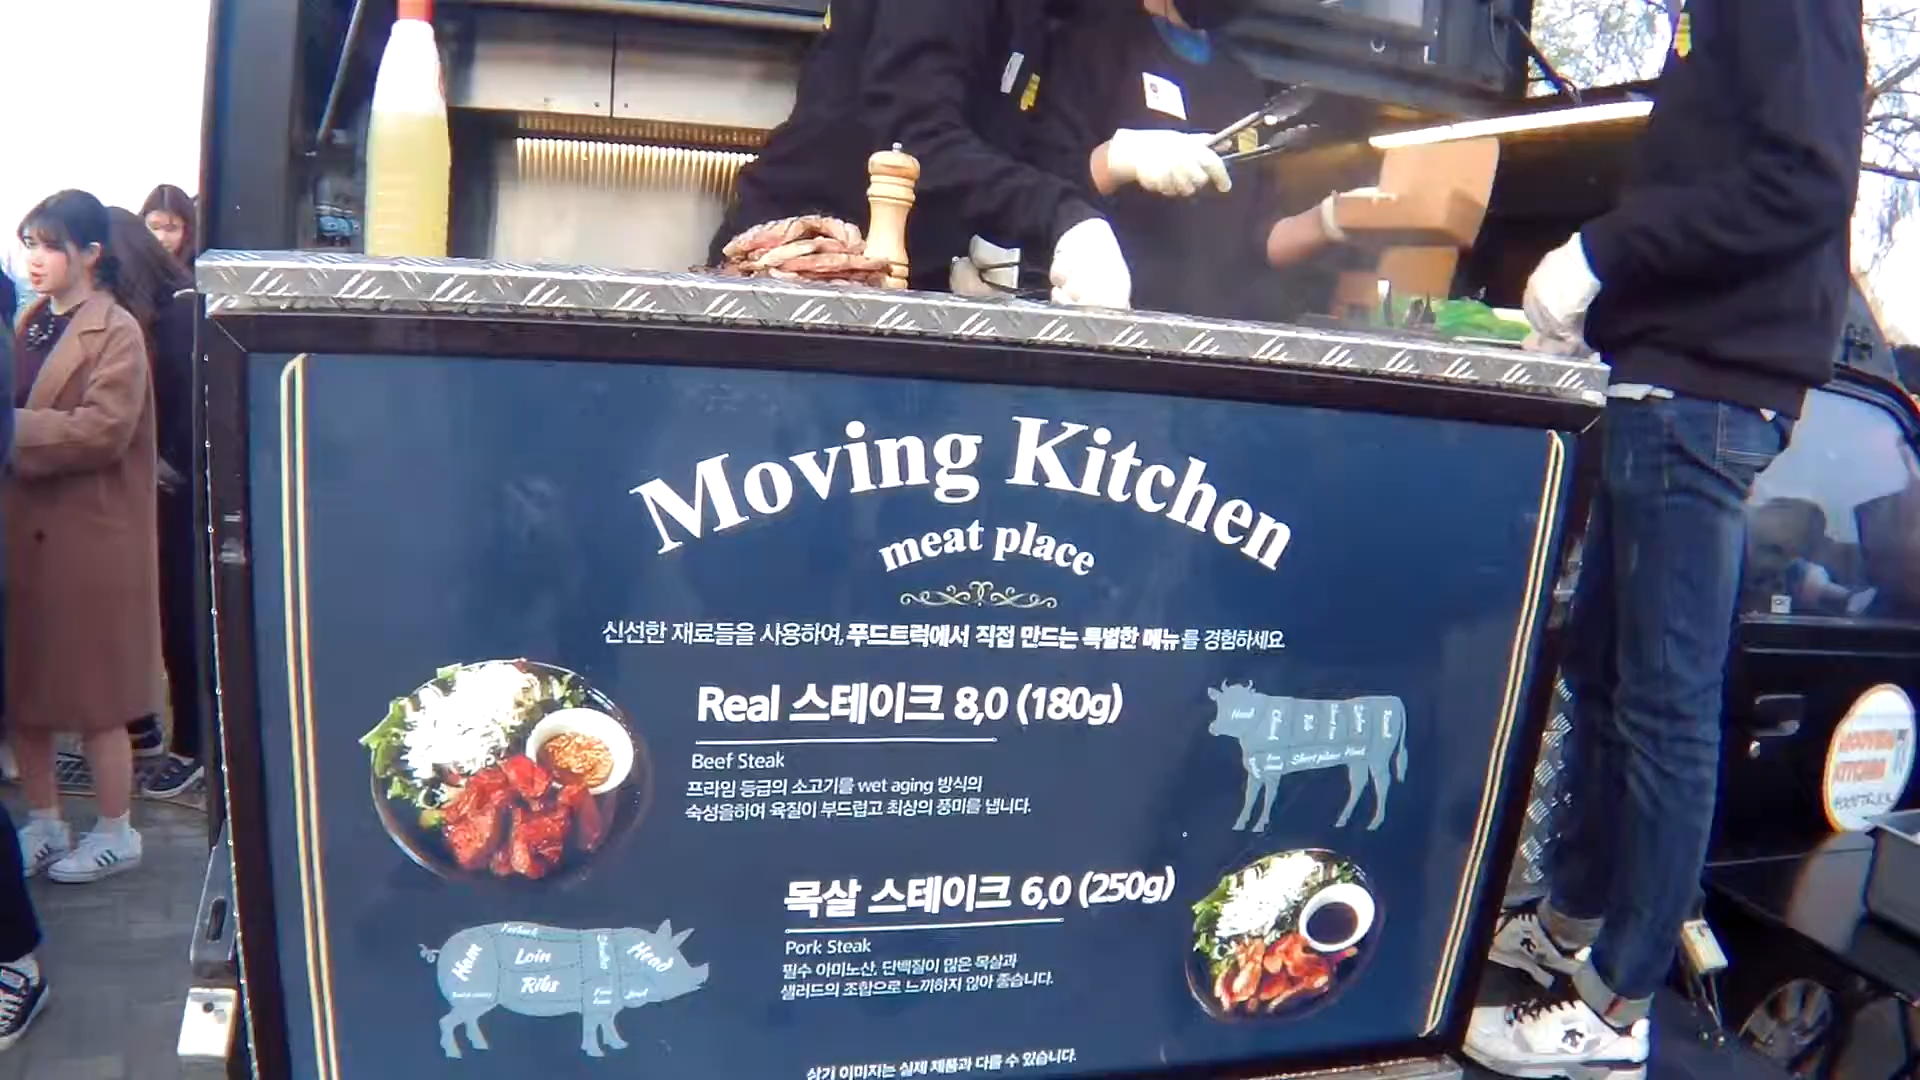 Moving Kitchen
meat place
신선한 재료들을 사용하여, 푸드트럭에서 직접 만드는 특별한 메뉴를 경험하세요
Real 스테이크 8,0 (180g)
Beef Steak
프라임 등급의 소고기를 wet aging 방식의
숙성을하여 육질이 부드럽고 최상의 풍미를 냅니다.
Head
Short plate
목살 스테이크 6,0 (250g)
Pork Steak
필수 아미노산, 단백질이 많은 목살과
샐러드의 조합으로 느끼하지 않아 좋습니다.
Ham
Loin
Ribs
Head
상기 이미지는 실제 제품과 다를 수 있습니다.
MOVING
KITCHEN